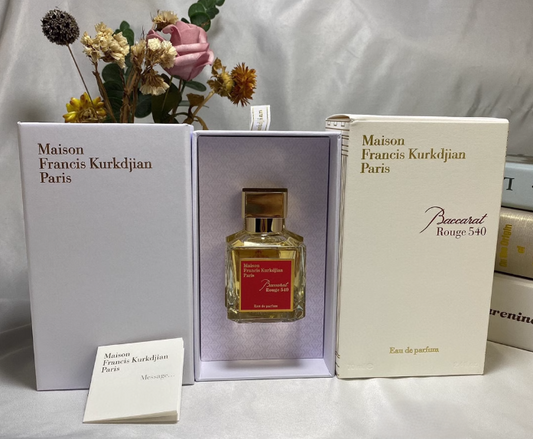 Maison
Francis Kurkdjian
Paris
Maison
Francis Kurkdjian
Paris
Message...
Maison
Francis Kurkdjian
Paris
Baccarat
Rouge 540
Eau de parfum
Maison
Francis Kurkdjian
Paris
Baccarat
Rouge 540
Eau de parfum